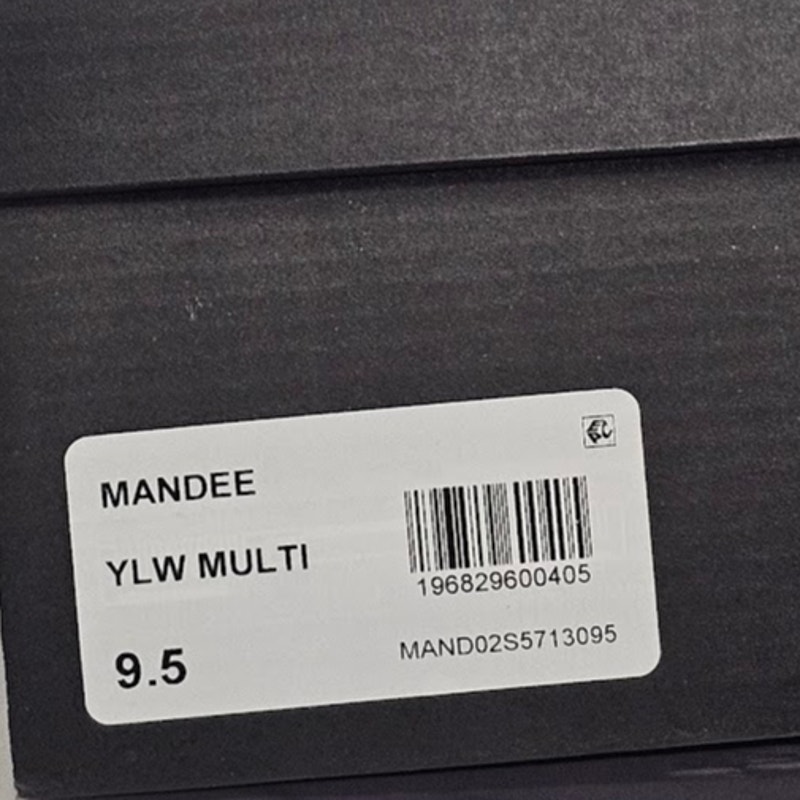 MANDEE
YLW MULTI
9.5
196829600405
MAND02S5713095